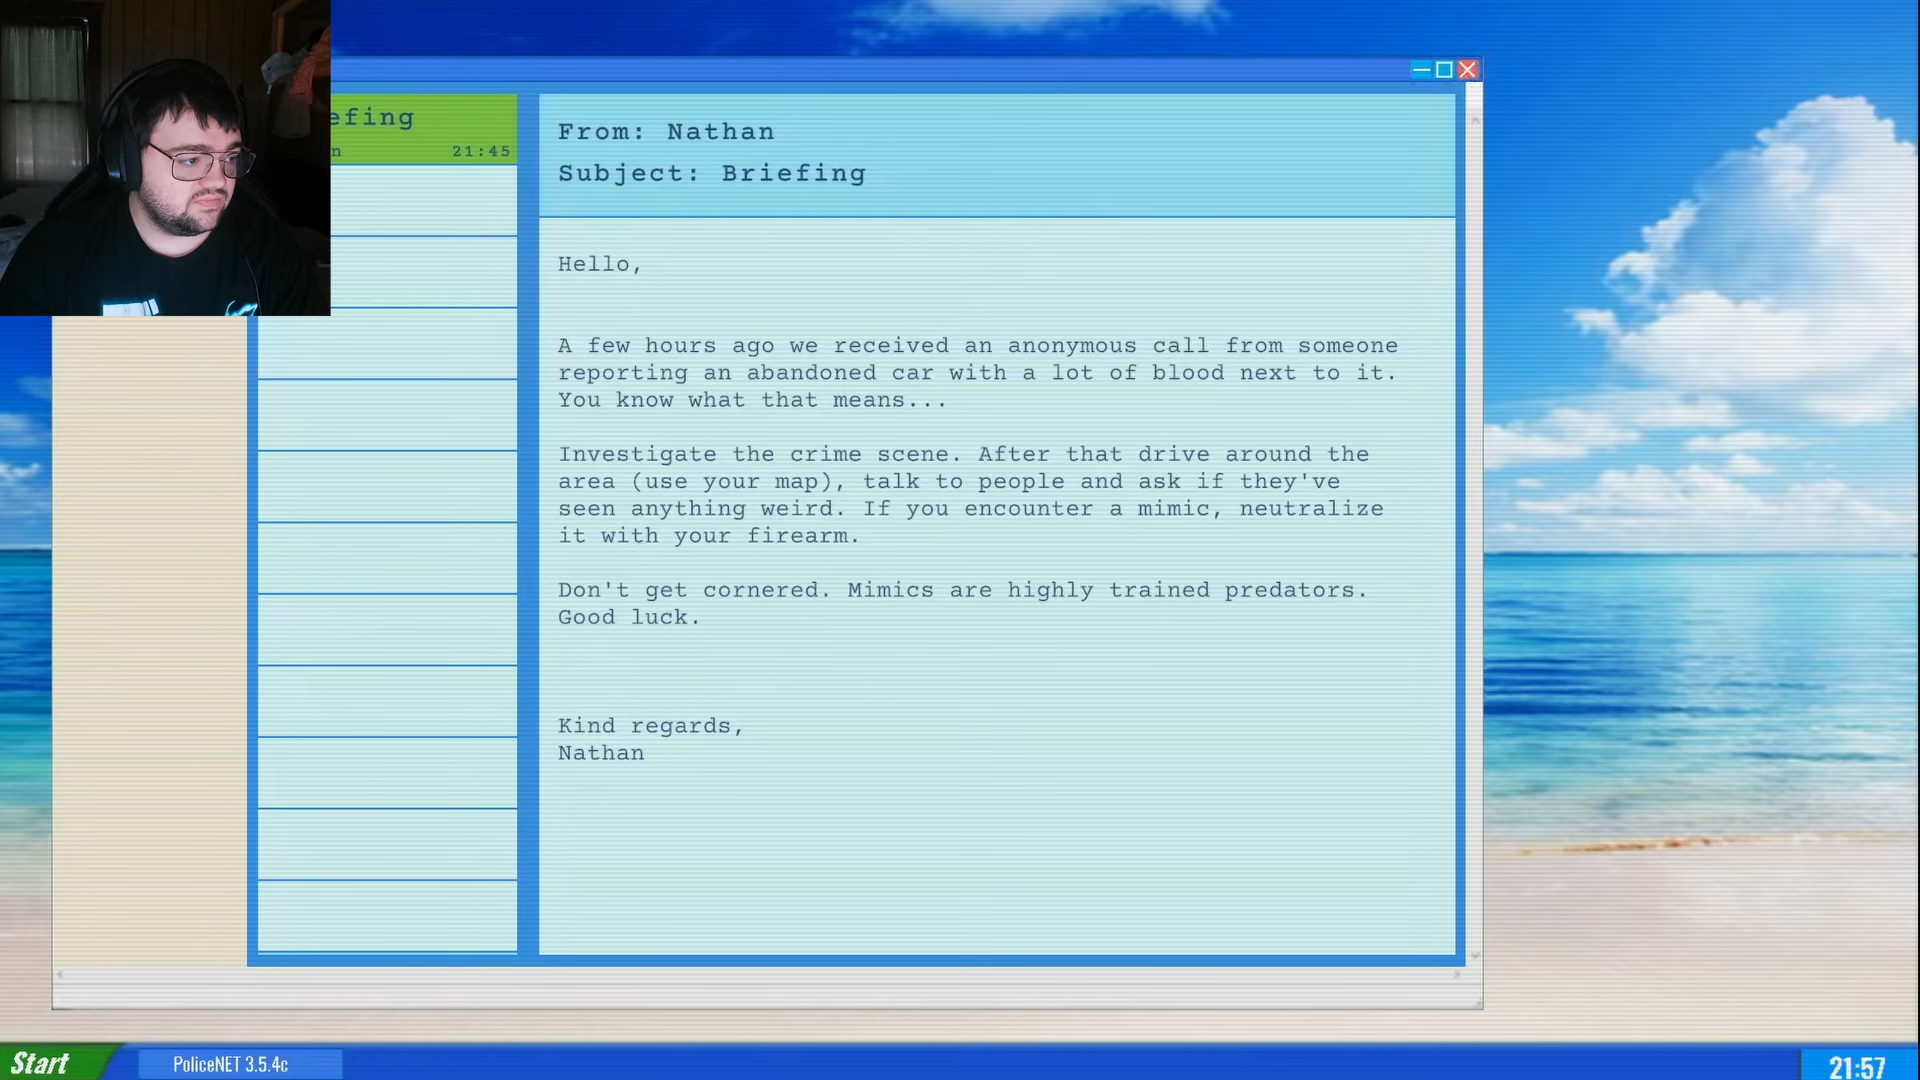 efing
n 21:45
From: Nathan
Subject: Briefing
Hello,
A few hours ago we received an anonymous call from someone
reporting an abandoned car with a lot of blood next to it.
You know what that means...
Investigate the crime scene. After that drive around the
area (use your map), talk to people and ask if they've
seen anything weird. If you encounter a mimic, neutralize
it with your firearm.
Don't get cornered. Mimics are highly trained predators.
Good luck.
Kind regards,
Nathan
Start
PoliceNET 3.5.4c
21:57